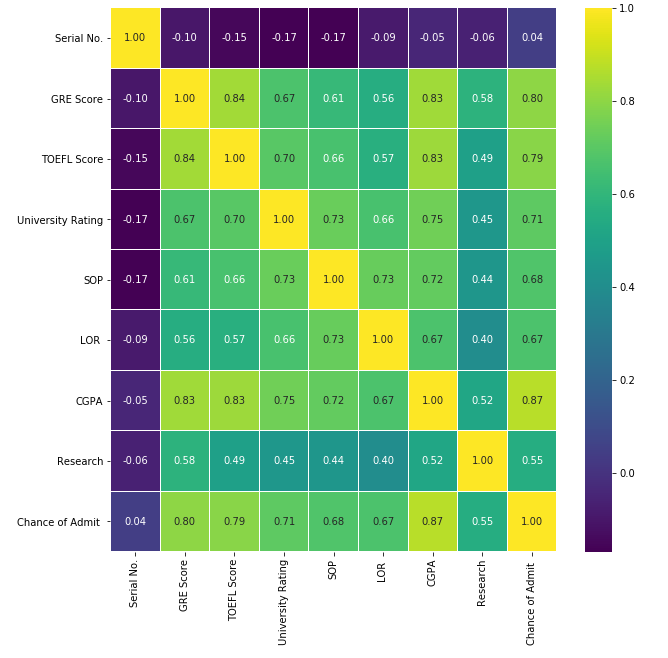 Serial No. 1.00 -0.10 -0.15 -0.17 -0.17 -0.09 -0.05 -0.06 0.04
GRE Score -0.10 1.00 0.84 0.67 0.61 0.56 0.83 0.58 0.80
TOEFL Score -0.15 0.84 1.00 0.70 0.66 0.57 0.83 0.49 0.79
University Rating -0.17 0.67 0.70 1.00 0.73 0.66 0.75 0.45 0.71
SOP -0.17 0.61 0.66 0.73 1.00 0.73 0.72 0.44 0.68
LOR -0.09 0.56 0.57 0.66 0.73 1.00 0.67 0.40 0.67
CGPA -0.05 0.83 0.83 0.75 0.72 0.67 1.00 0.52 0.87
Research -0.06 0.58 0.49 0.45 0.44 0.40 0.52 1.00 0.55
Chance of Admit 0.04 0.80 0.79 0.71 0.68 0.67 0.87 0.55 1.00
Serial No.
GRE Score
TOEFL Score
University Rating
SOP
LOR
CGPA
Research
Chance of Admit
1.0
0.8
0.6
0.4
0.2
0.0